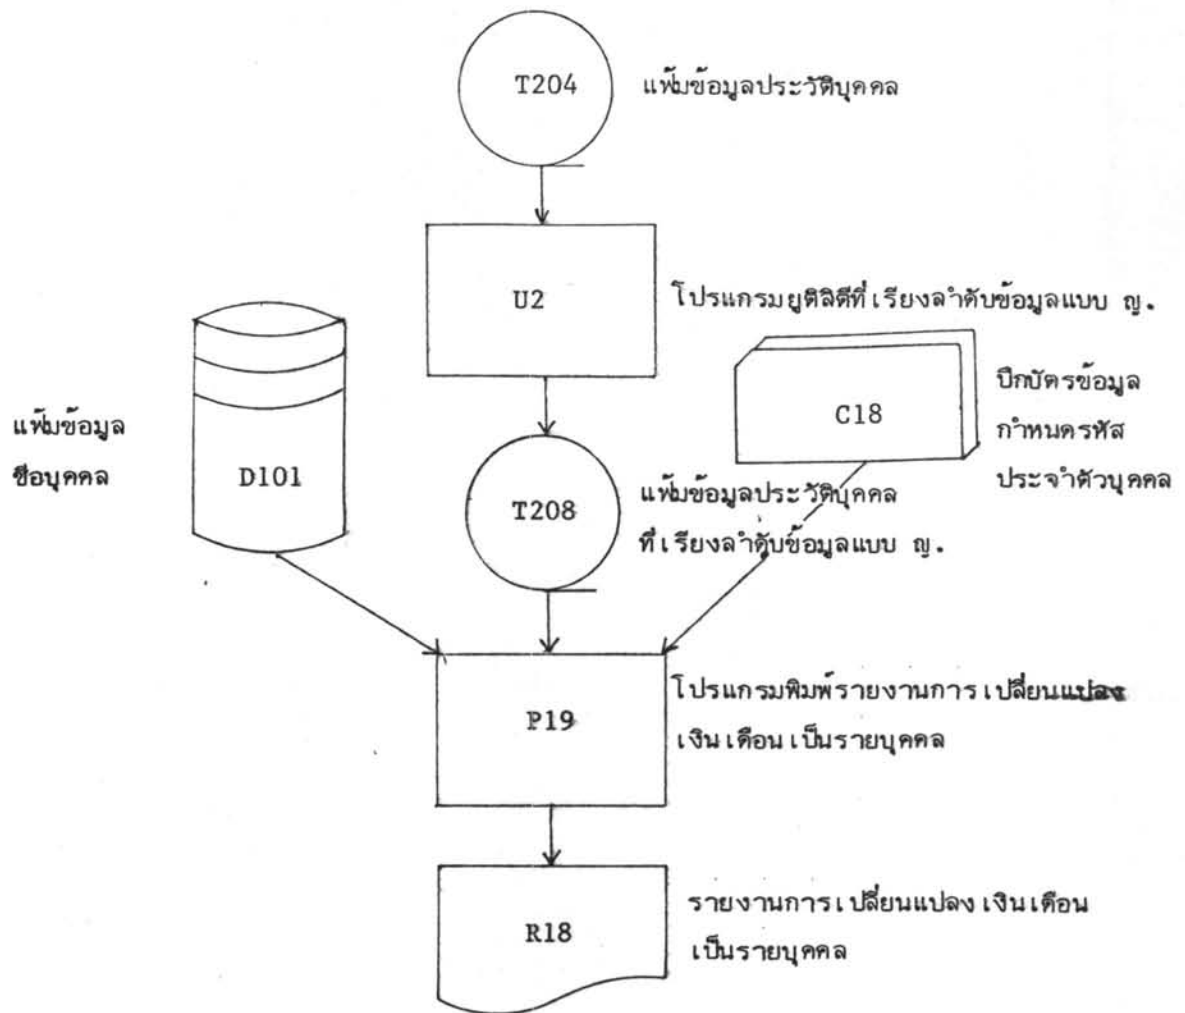 T204
แฟ้มข้อมูลประวัติบุคคล
U2
โปรแกรมยูติลิตีที่เรียงลำดับข้อมูลแบบ ญ.
แฟ้มข้อมูล
ชื่อบุคคล
D101
C18
ปึกบัตรข้อมูล
กำหนดรหัส
ประจำตัวบุคคล
T208
แฟ้มข้อมูลประวัติบุคคล
ที่เรียงลำดับข้อมูลแบบ ญ.
P19
โปรแกรมพิมพ์รายงานการเปลี่ยนแปลง
เงินเดือนเป็นรายบุคคล
R18
รายงานการเปลี่ยนแปลงเงินเดือน
เป็นรายบุคคล